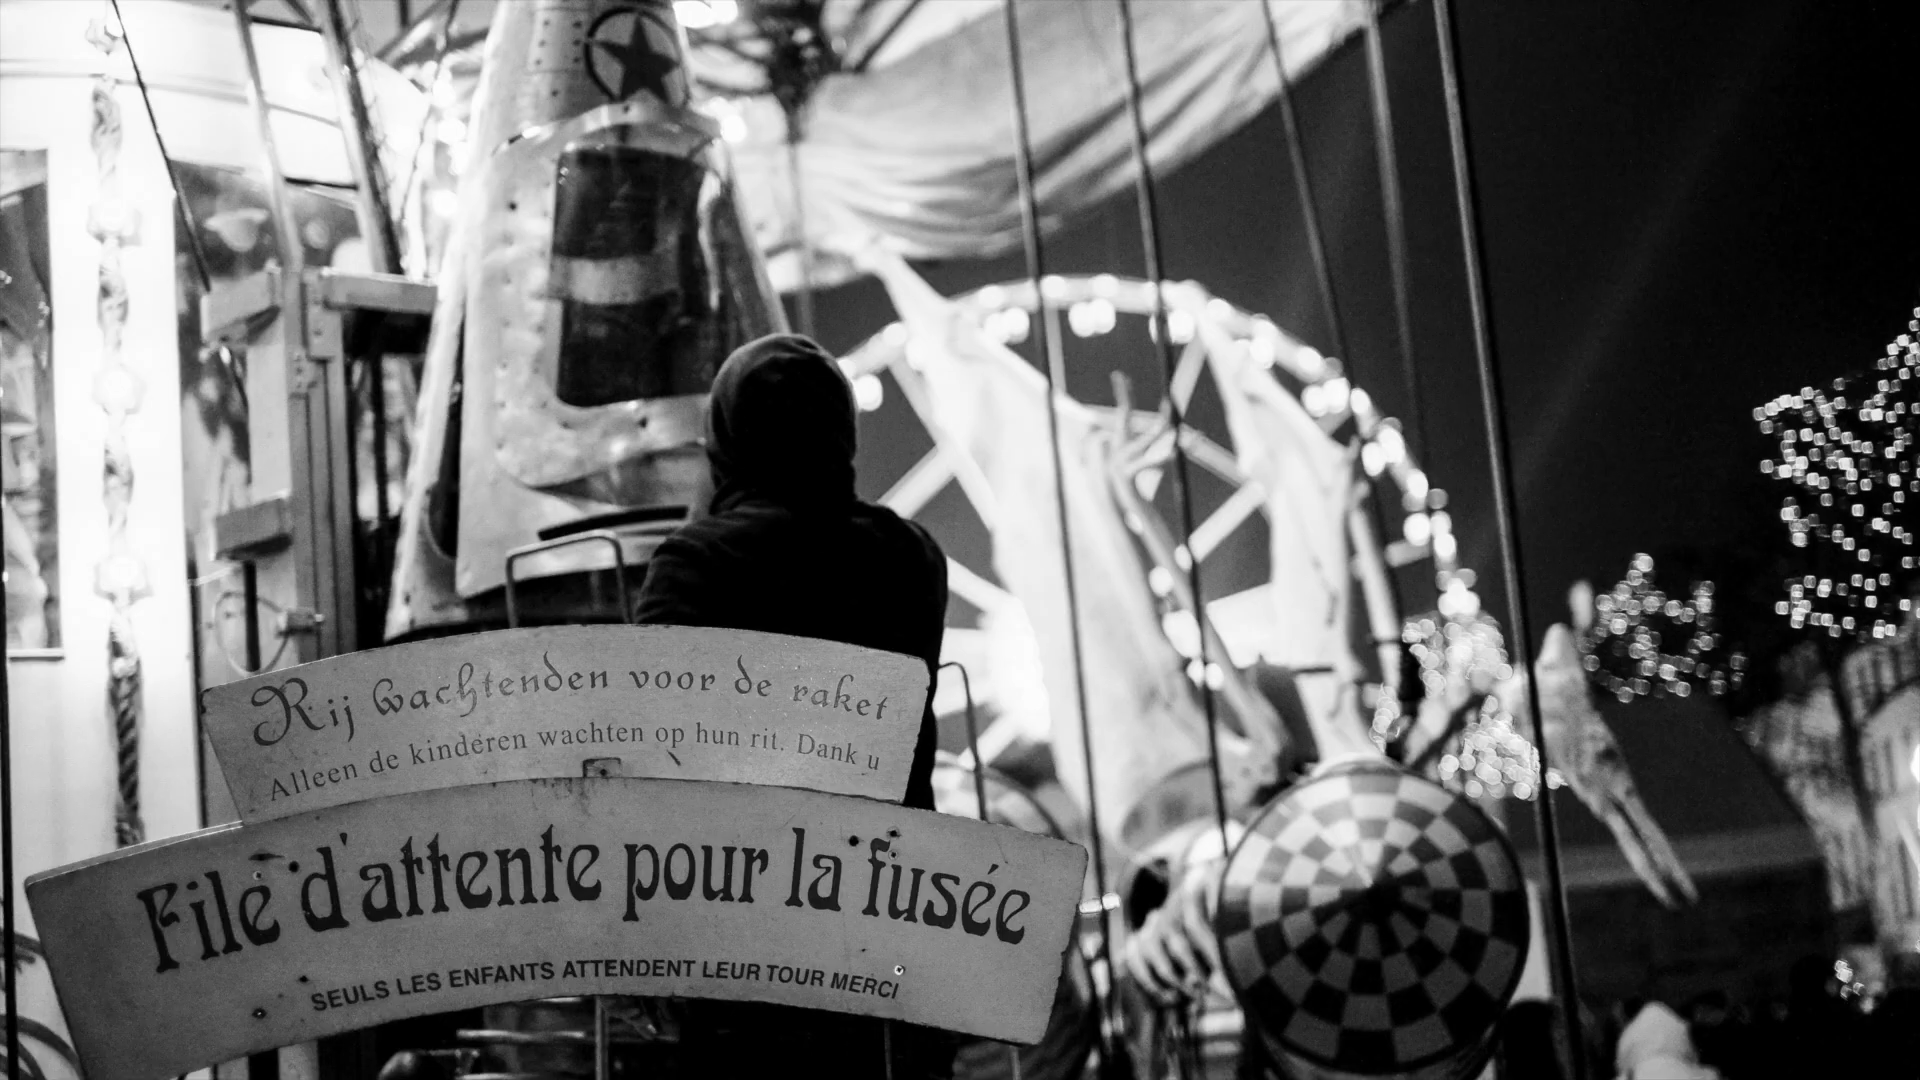 Rij wachtenden voor de raket
Alleen de kinderen wachten op hun rit. Dank u
File d'attente pour la fusée
SEULS LES ENFANTS ATTENDENT LEUR TOUR MERCI